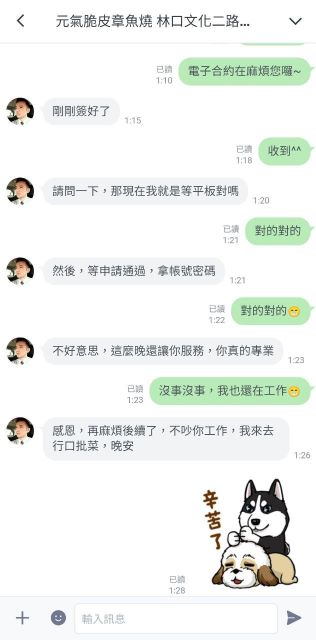 元氣脆皮章魚燒 林口文化二路...
已讀
1:10
電子合約在麻煩您囉~
剛剛簽好了
1:15
已讀
1:18
收到^^
請問一下，那現在我就是等平板對嗎
1:20
已讀
1:21
對的對的
然後，等申請通過，拿帳號密碼
1:21
已讀
1:22
對的對的😁
不好意思，這麼晚還讓你服務，你真的專業
1:23
已讀
1:23
沒事沒事，我也還在工作😁
感恩，再麻煩後續了，不吵你工作，我來去
行口批菜，晚安
1:26
辛苦了
已讀
1:28
輸入訊息